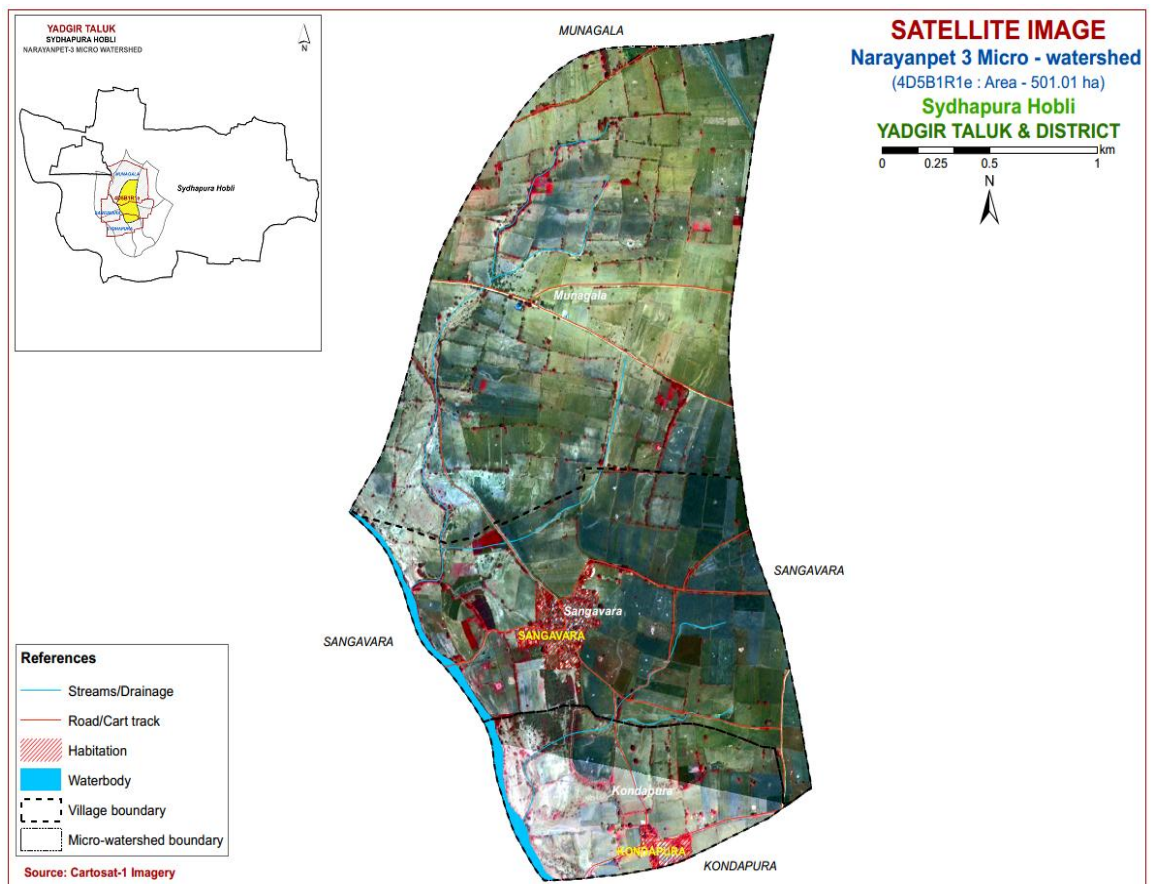 YADGIR TALUK
SYDHAPURA HOBLI
NARAYANPET-3 MICRO WATERSHED
N
MUNAGALA
4D5B1R1e
SYDHAPURA
Sydhapura Hobli
MUNAGALA
SATELLITE IMAGE
Narayanpet 3 Micro - watershed
(4D5B1R1e : Area - 501.01 ha)
Sydhapura Hobli
YADGIR TALUK & DISTRICT
km
0 0.25 0.5 1
N
Munagala
SANGAVARA
Sangavara
SANGAVARA
SANGAVARA
Kondapura
KONDAPURA
KONDAPURA
References
Streams/Drainage
Road/Cart track
Habitation
Waterbody
Village boundary
Micro-watershed boundary
Source: Cartosat-1 Imagery